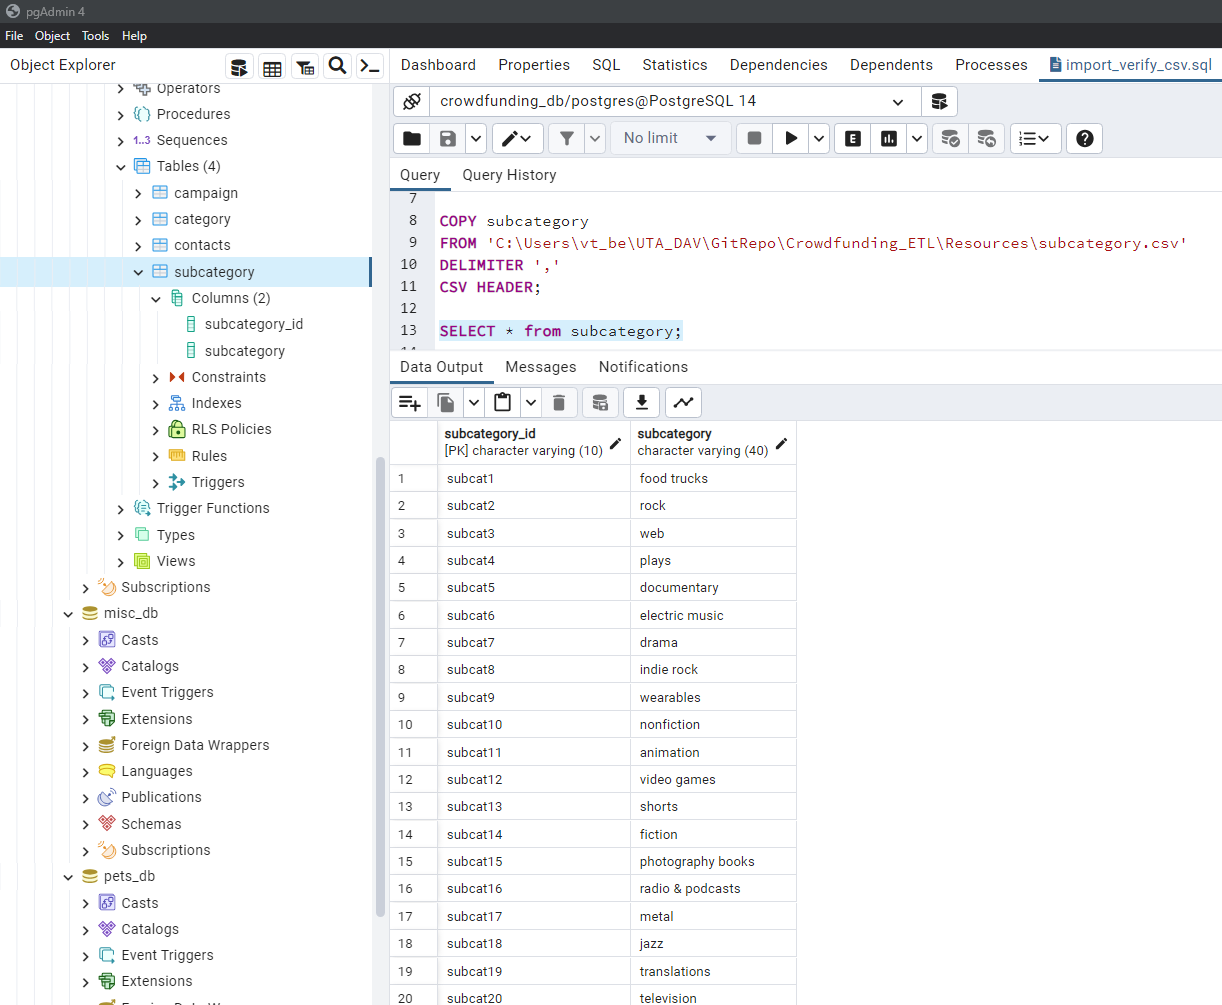 pgAdmin 4
File Object Tools Help
Object Explorer
Operators
Procedures
1..3 Sequences
Tables (4)
campaign
category
contacts
subcategory
Columns (2)
subcategory_id
subcategory
Constraints
Indexes
RLS Policies
Rules
Triggers
Trigger Functions
Types
Views
Subscriptions
misc_db
Casts
Catalogs
Event Triggers
Extensions
Foreign Data Wrappers
Languages
Publications
Schemas
Subscriptions
pets_db
Casts
Catalogs
Event Triggers
Extensions
Dashboard Properties SQL Statistics Dependencies Dependents Processes import_verify_csv.sql
crowdfunding_db/postgres@PostgreSQL 14
No limit E
Query Query History
7
8 COPY subcategory
9 FROM 'C:\Users\vt_be\UTA_DAV\GitRepo\Crowdfunding_ETL\Resources\subcategory.csv'
10 DELIMITER ','
11 CSV HEADER;
12
13 SELECT * from subcategory;
Data Output Messages Notifications
subcategory_id subcategory
[PK] character varying (10) character varying (40)
1 subcat1 food trucks
2 subcat2 rock
3 subcat3 web
4 subcat4 plays
5 subcat5 documentary
6 subcat6 electric music
7 subcat7 drama
8 subcat8 indie rock
9 subcat9 wearables
10 subcat10 nonfiction
11 subcat11 animation
12 subcat12 video games
13 subcat13 shorts
14 subcat14 fiction
15 subcat15 photography books
16 subcat16 radio & podcasts
17 subcat17 metal
18 subcat18 jazz
19 subcat19 translations
20 subcat20 television